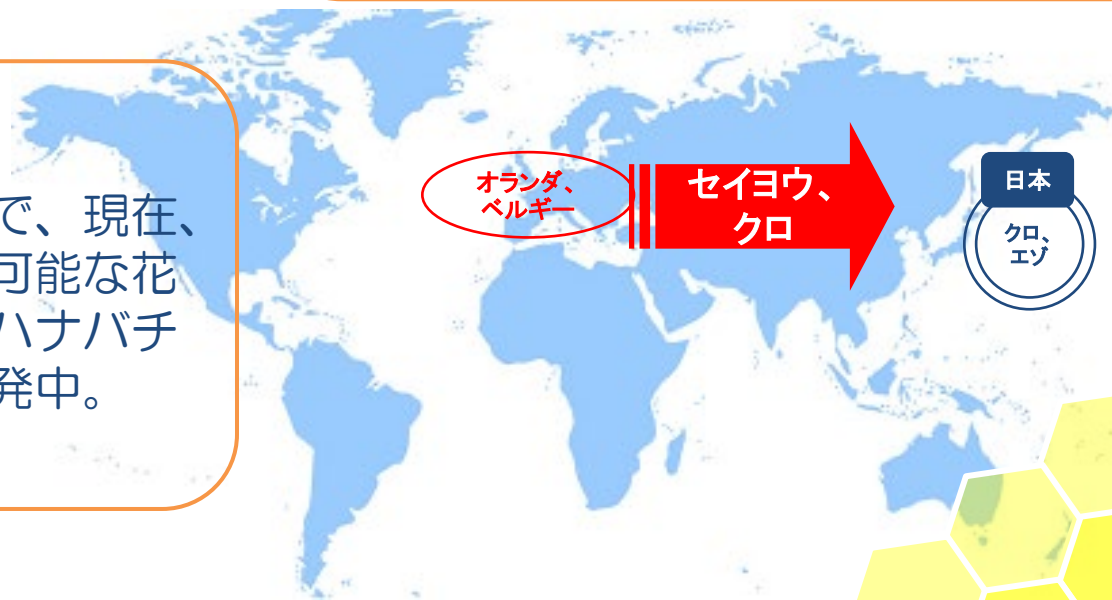 で、現在、
可能な花
ハナバチ
発中。
オランダ、
ベルギー
セイヨウ、
クロ
日本
クロ、
エゾ